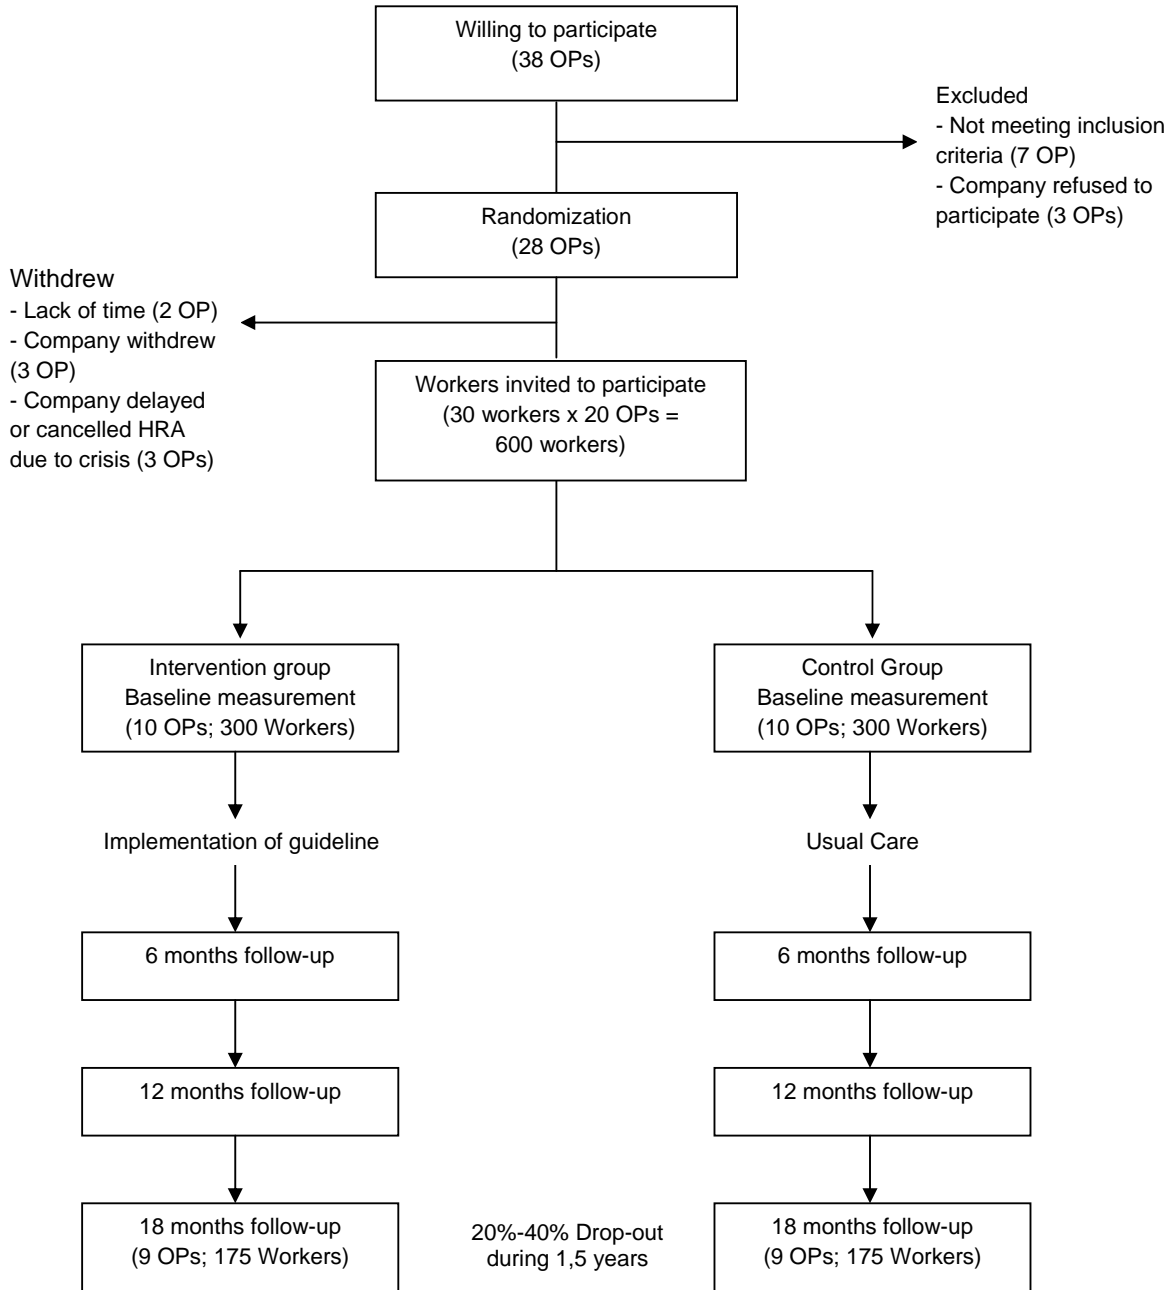 Willing to participate
(38 OPs)
Excluded
- Not meeting inclusion
criteria (7 OP)
- Company refused to
participate (3 OPs)
Randomization
(28 OPs)
Withdrew
- Lack of time (2 OP)
- Company withdrew
(3 OP)
- Company delayed
or cancelled HRA
due to crisis (3 OPs)
Workers invited to participate
(30 workers x 20 OPs =
600 workers)
Intervention group
Baseline measurement
(10 OPs; 300 Workers)
Control Group
Baseline measurement
(10 OPs; 300 Workers)
Implementation of guideline
Usual Care
6 months follow-up
6 months follow-up
12 months follow-up
12 months follow-up
18 months follow-up
(9 OPs; 175 Workers)
20%-40% Drop-out
during 1,5 years
18 months follow-up
(9 OPs; 175 Workers)